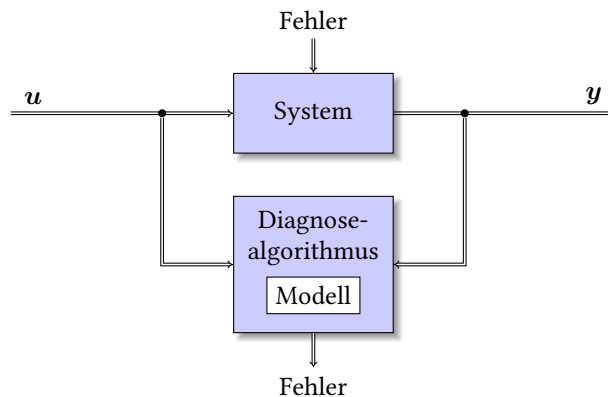 Fehler
u
System
y
Diagnose-
algorithmus
Modell
Fehler